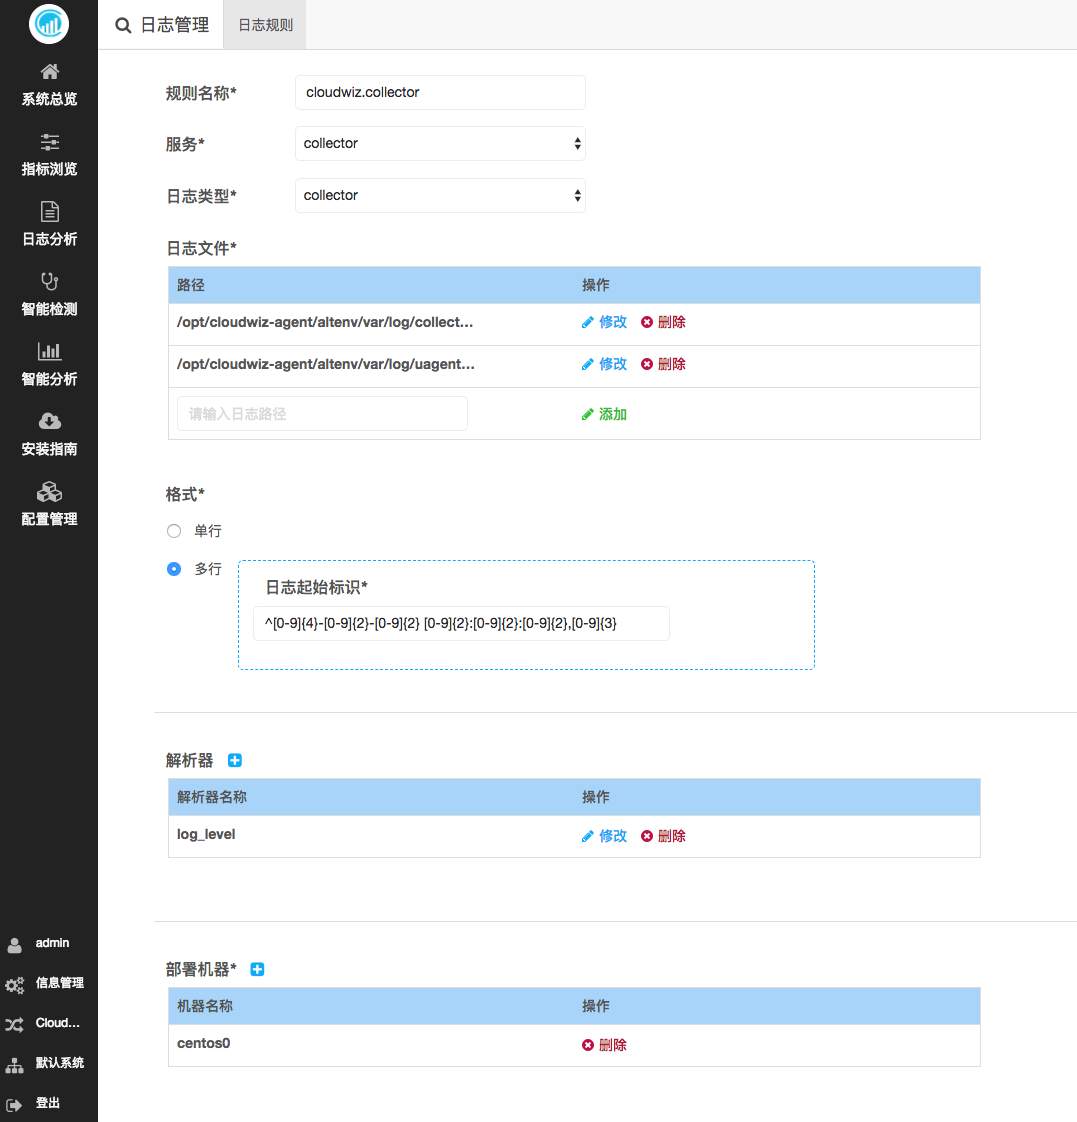 日志管理 日志规则
系统总览
指标浏览
日志分析
智能检测
智能分析
安装指南
配置管理
admin
信息管理
Cloud...
默认系统
登出
规则名称* cloudwiz.collector
服务* collector
日志类型* collector
日志文件*
路径 操作
/opt/cloudwiz-agent/altenv/var/log/collect... 修改 删除
/opt/cloudwiz-agent/altenv/var/log/uagent... 修改 删除
请输入日志路径 添加
格式*
单行
多行
日志起始标识*
^[0-9]{4}-[0-9]{2}-[0-9]{2} [0-9]{2}:[0-9]{2}:[0-9]{2},[0-9]{3}
解析器
解析器名称 操作
log_level 修改 删除
部署机器*
机器名称 操作
centos0 删除